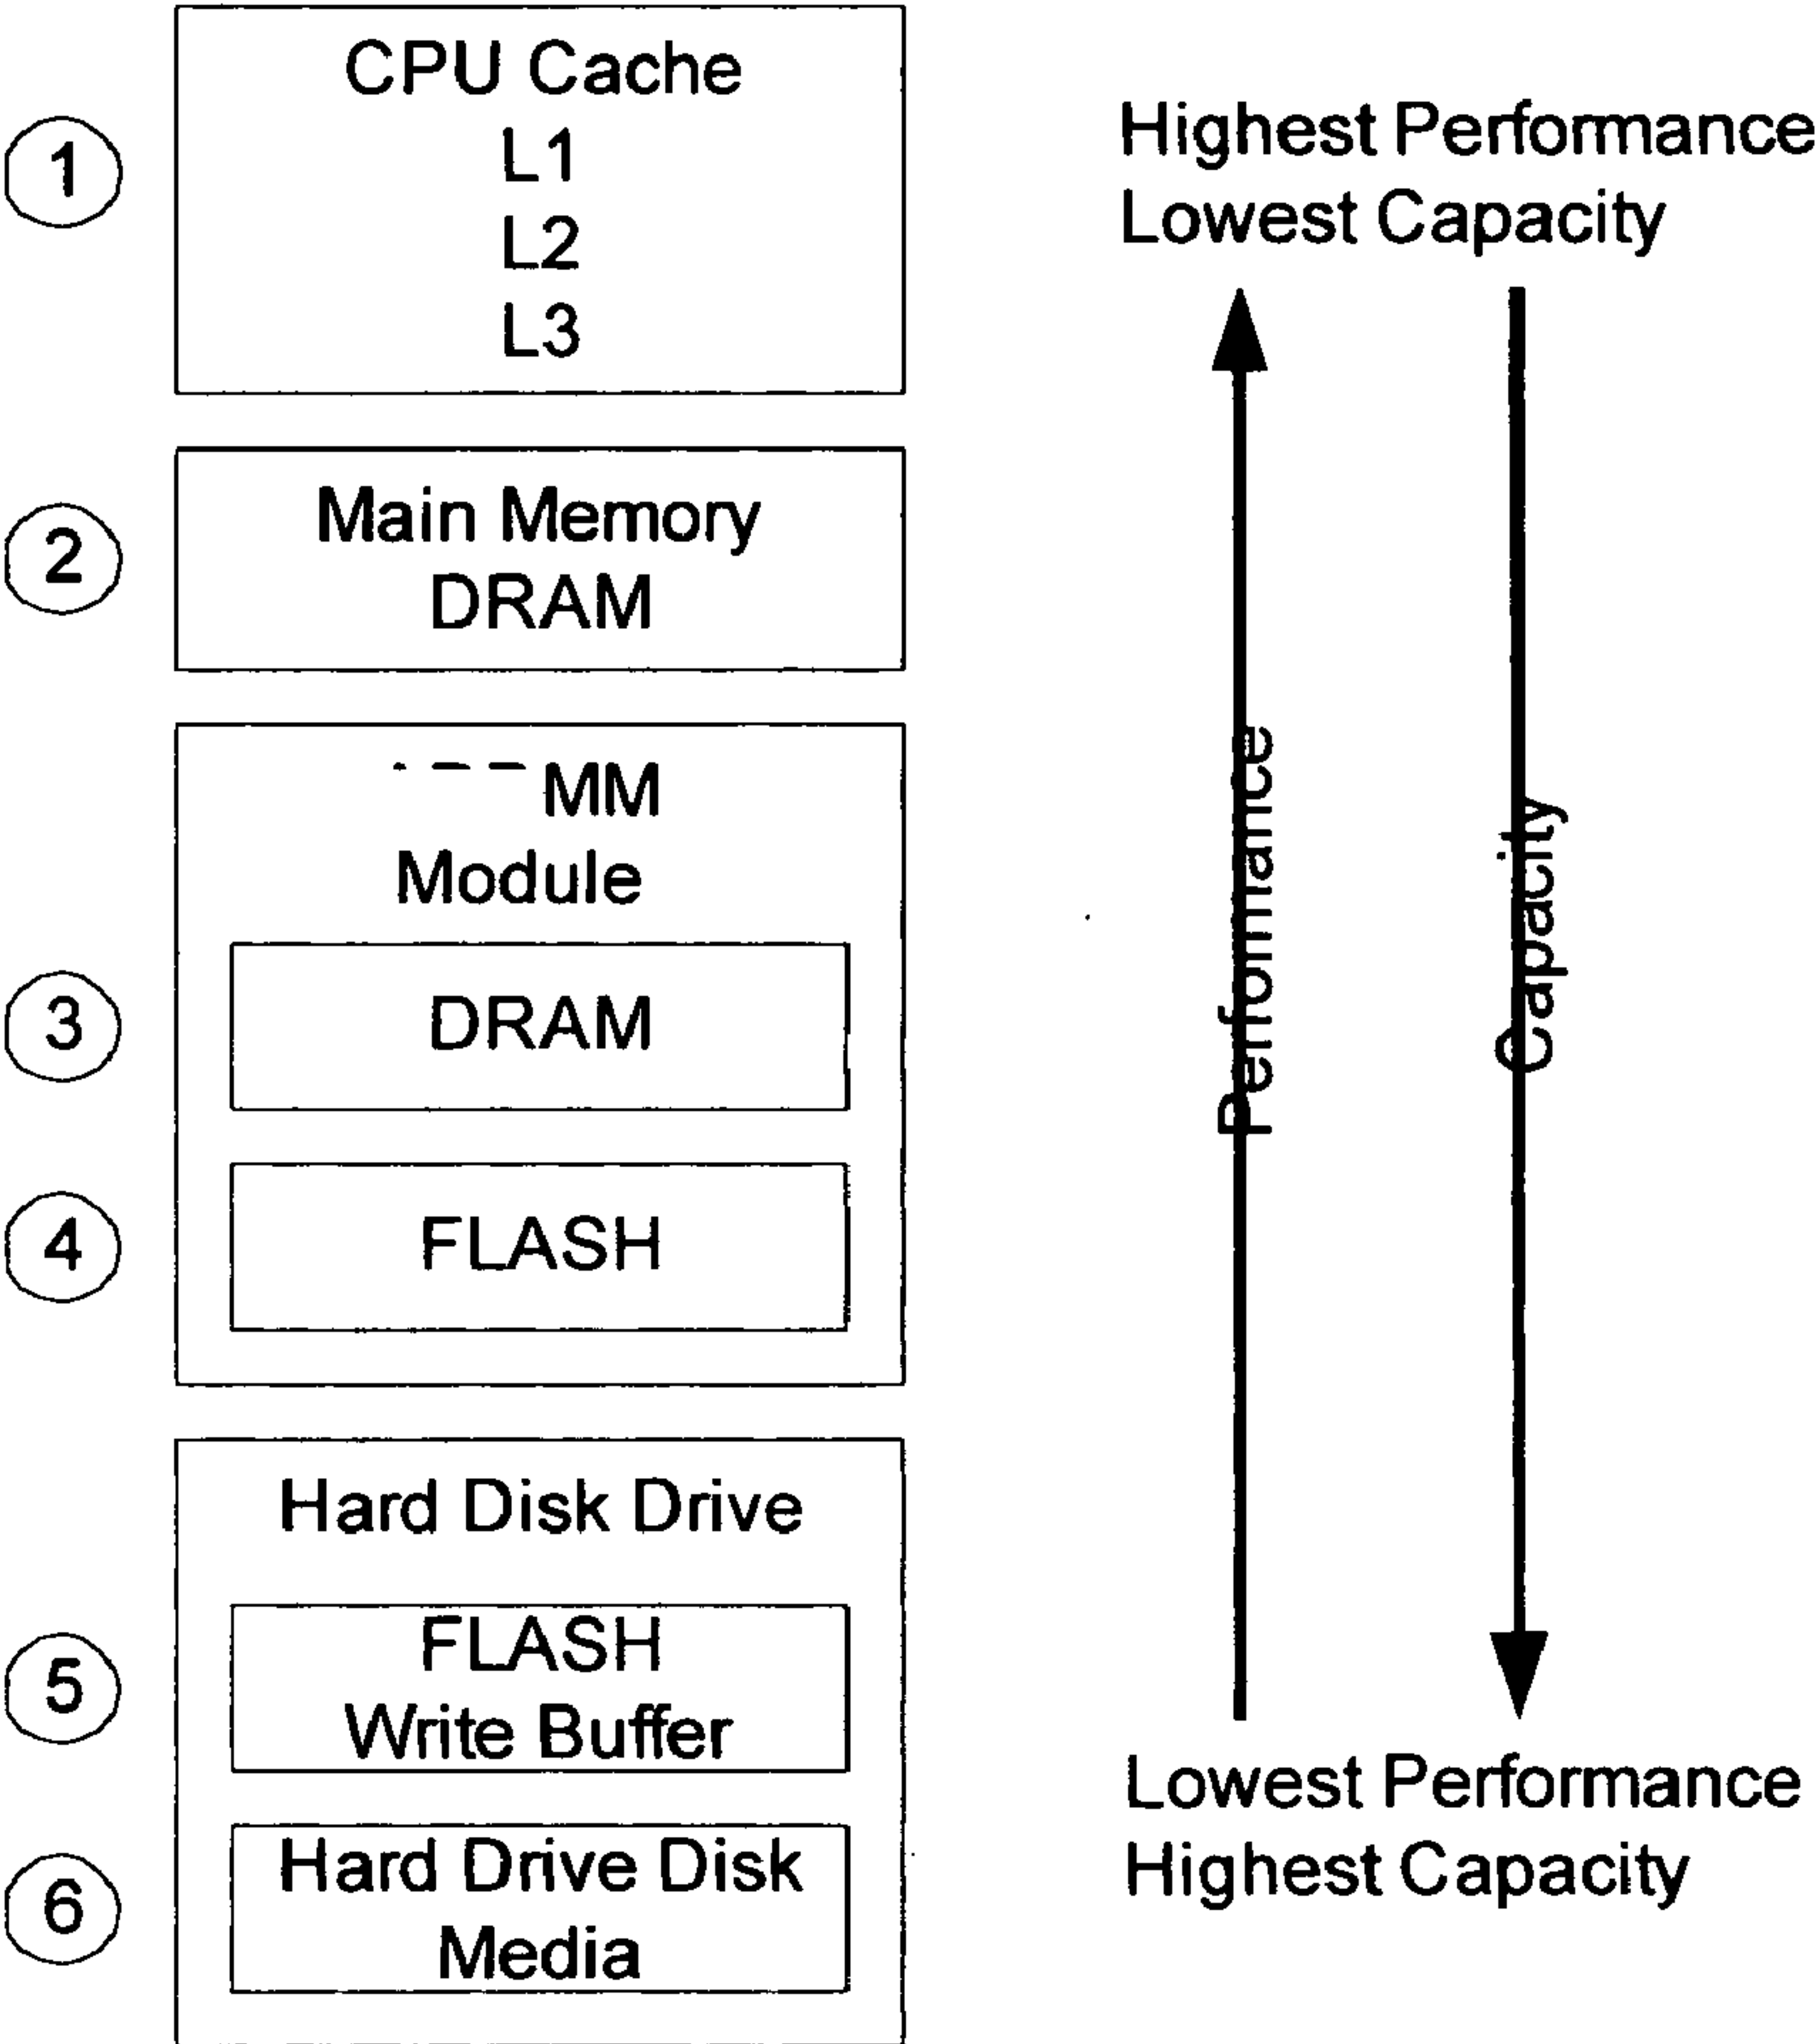 1
CPU Cache
L1
L2
L3
Highest Performance
Lowest Capacity
2
Main Memory
DRAM
MM
Module
3
DRAM
4
FLASH
Performance
Capacity
Hard Disk Drive
5
FLASH
Write Buffer
6
Hard Drive Disk
Media
Lowest Performance
Highest Capacity